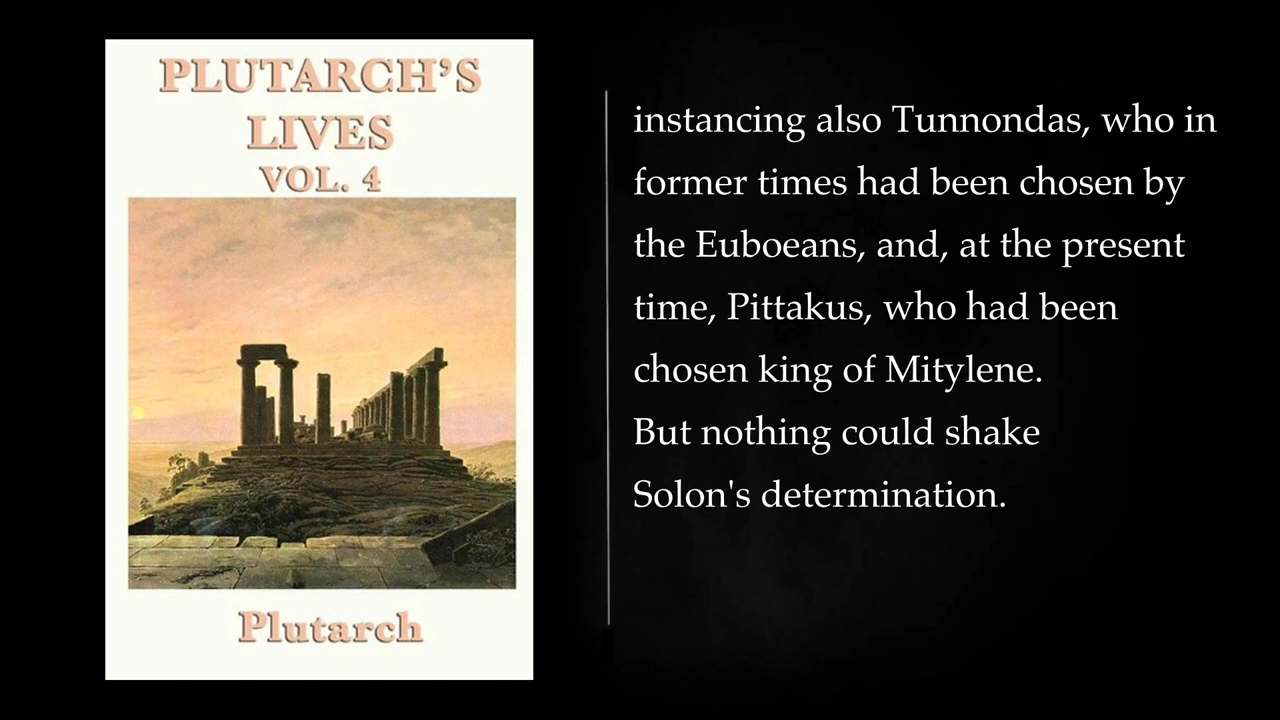 PLUTARCH'S
LIVES
VOL. 4
Plutarch
instancing also Tunnondas, who in
former times had been chosen by
the Euboeans, and, at the present
time, Pittakus, who had been
chosen king of Mitylene.
But nothing could shake
Solon's determination.